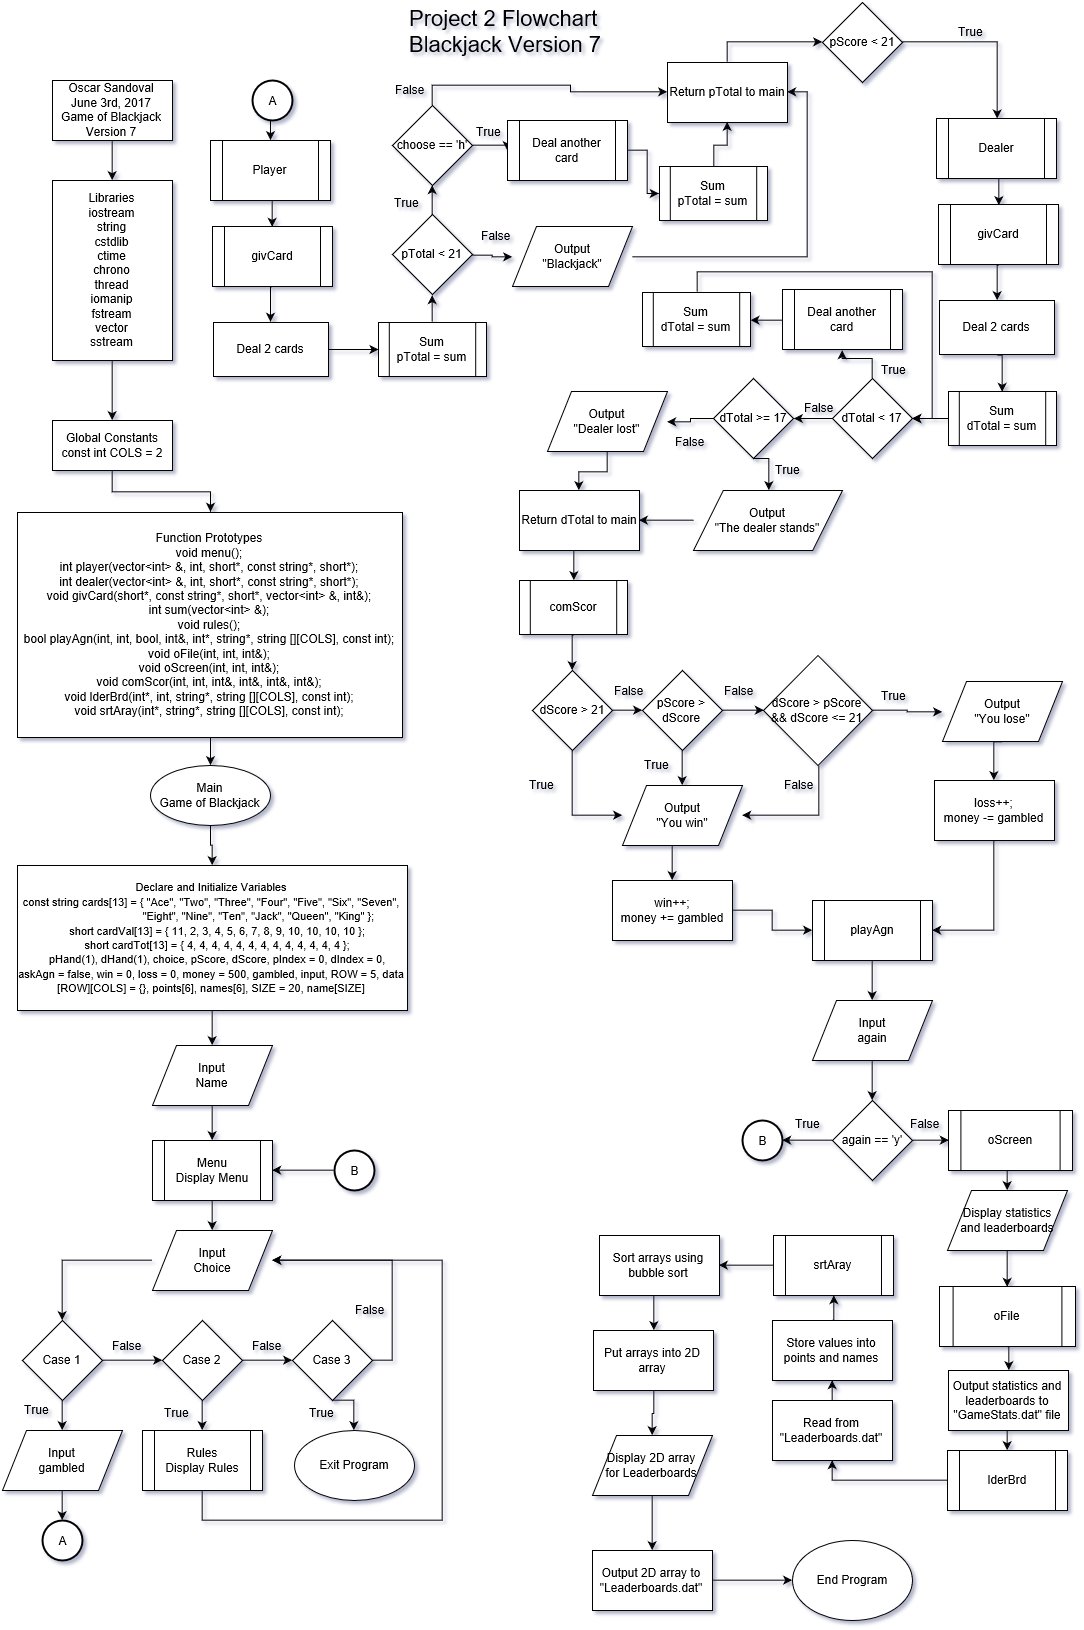 Project 2 Flowchart
Blackjack Version 7
Oscar Sandoval
June 3rd, 2017
Game of Blackjack
Version 7
Libraries
iostream
string
cstdlib
ctime
chrono
thread
iomanip
fstream
vector
sstream
Global Constants
const int COLS = 2
Function Prototypes
void menu();
int player(vector<int> &, int, short*, const string*, short*);
int dealer(vector<int> &, int, short*, const string*, short*);
void givCard(short*, const string*, short*, vector<int> &, int&);
int sum(vector<int> &);
void rules();
bool playAgn(int, int, bool, int&, int*, string*, string [][COLS], const int);
void oFile(int, int, int&);
void oScreen(int, int, int&);
void comScor(int, int, int&, int&, int&, int&);
void lderBrd(int*, int, string*, string [][COLS], const int);
void srtAray(int*, string*, string [][COLS], const int);
Main
Game of Blackjack
Declare and Initialize Variables
const string cards[13] = { "Ace", "Two", "Three", "Four", "Five", "Six", "Seven",
"Eight", "Nine", "Ten", "Jack", "Queen", "King" };
short cardVal[13] = { 11, 2, 3, 4, 5, 6, 7, 8, 9, 10, 10, 10, 10 };
short cardTot[13] = { 4, 4, 4, 4, 4, 4, 4, 4, 4, 4, 4, 4, 4 };
pHand(1), dHand(1), choice, pScore, dScore, pIndex = 0, dIndex = 0,
askAgn = false, win = 0, loss = 0, money = 500, gambled, input, ROW = 5, data
[ROW][COLS] = {}, points[6], names[6], SIZE = 20, name[SIZE]
Input
Name
Menu
Display Menu
B
Input
Choice
Case 1
False
Case 2
False
Case 3
False
True
True
True
Input
gambled
Rules
Display Rules
Exit Program
A
A
Player
givCard
Deal 2 cards
Sum
pTotal = sum
pTotal < 21
True
False
Output
"Blackjack"
choose == 'h'
False
True
Deal another
card
Sum
pTotal = sum
Return pTotal to main
pScore < 21
True
Dealer
givCard
Deal 2 cards
Sum
dTotal = sum
dTotal < 17
True
Deal another
card
Sum
dTotal = sum
False
dTotal >= 17
False
Output
"Dealer lost"
True
Output
"The dealer stands"
Return dTotal to main
comScor
dScore > 21
False
pScore >
dScore
False
dScore > pScore
&& dScore <= 21
True
Output
"You lose"
True
True
False
Output
"You win"
loss++;
money -= gambled
win++;
money += gambled
playAgn
Input
again
again == 'y'
True
B
False
oScreen
Display statistics
and leaderboards
oFile
Output statistics and
leaderboards to
"GameStats.dat" file
lderBrd
Read from
"Leaderboards.dat"
Store values into
points and names
srtAray
Sort arrays using
bubble sort
Put arrays into 2D
array
Display 2D array
for Leaderboards
Output 2D array to
"Leaderboards.dat"
End Program